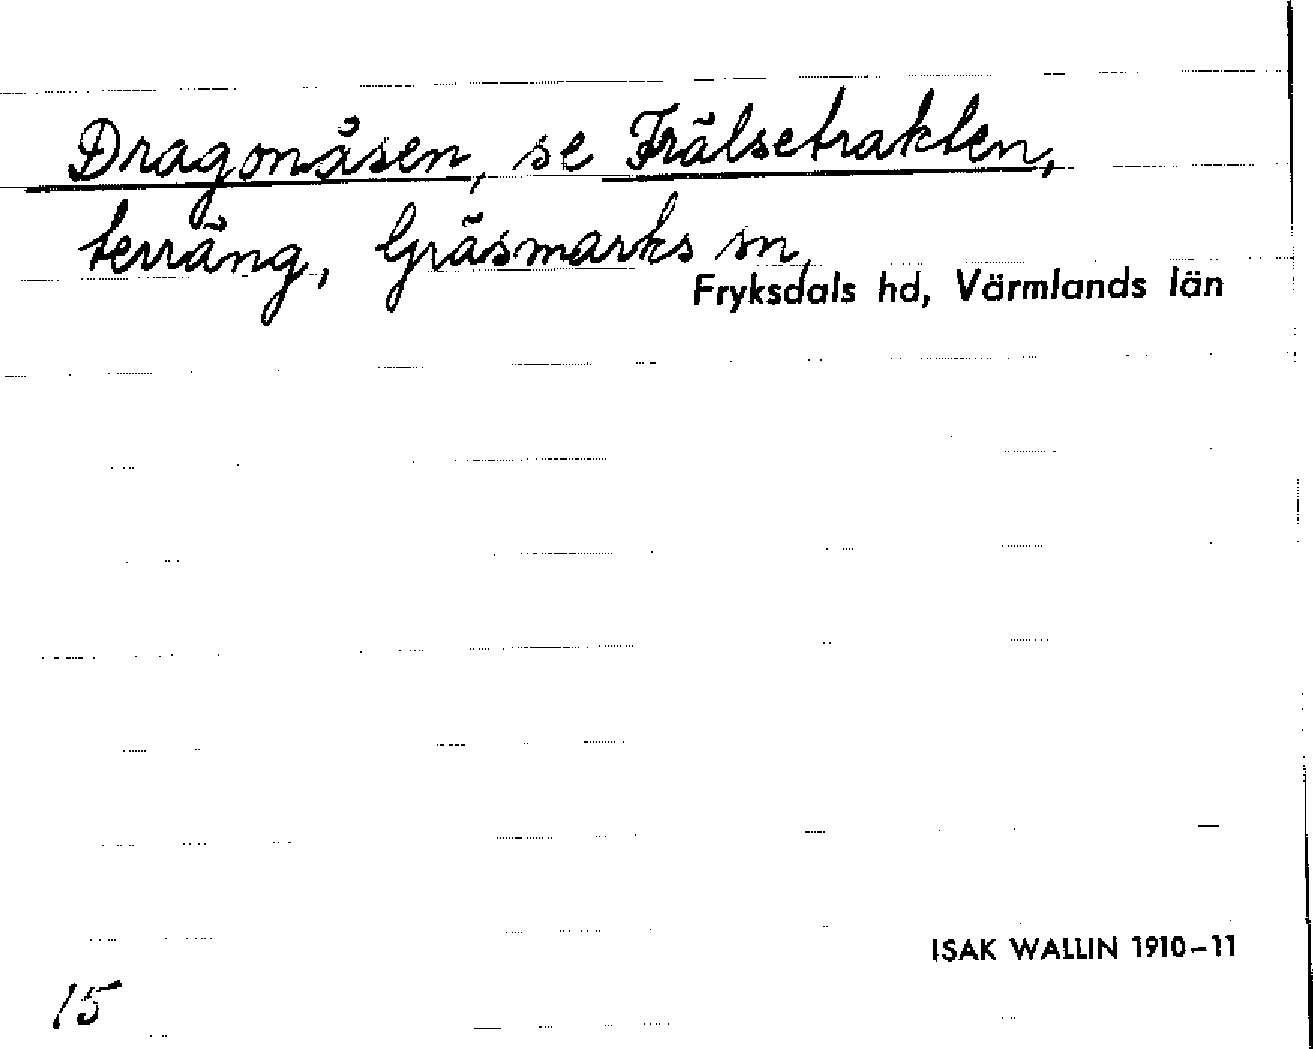 Dragonåsen, se Frälsetrakten,
terräng, Gräsmarks sn,
Fryksdals hd, Värmlands län
ISAK WALLIN 1910-11
15